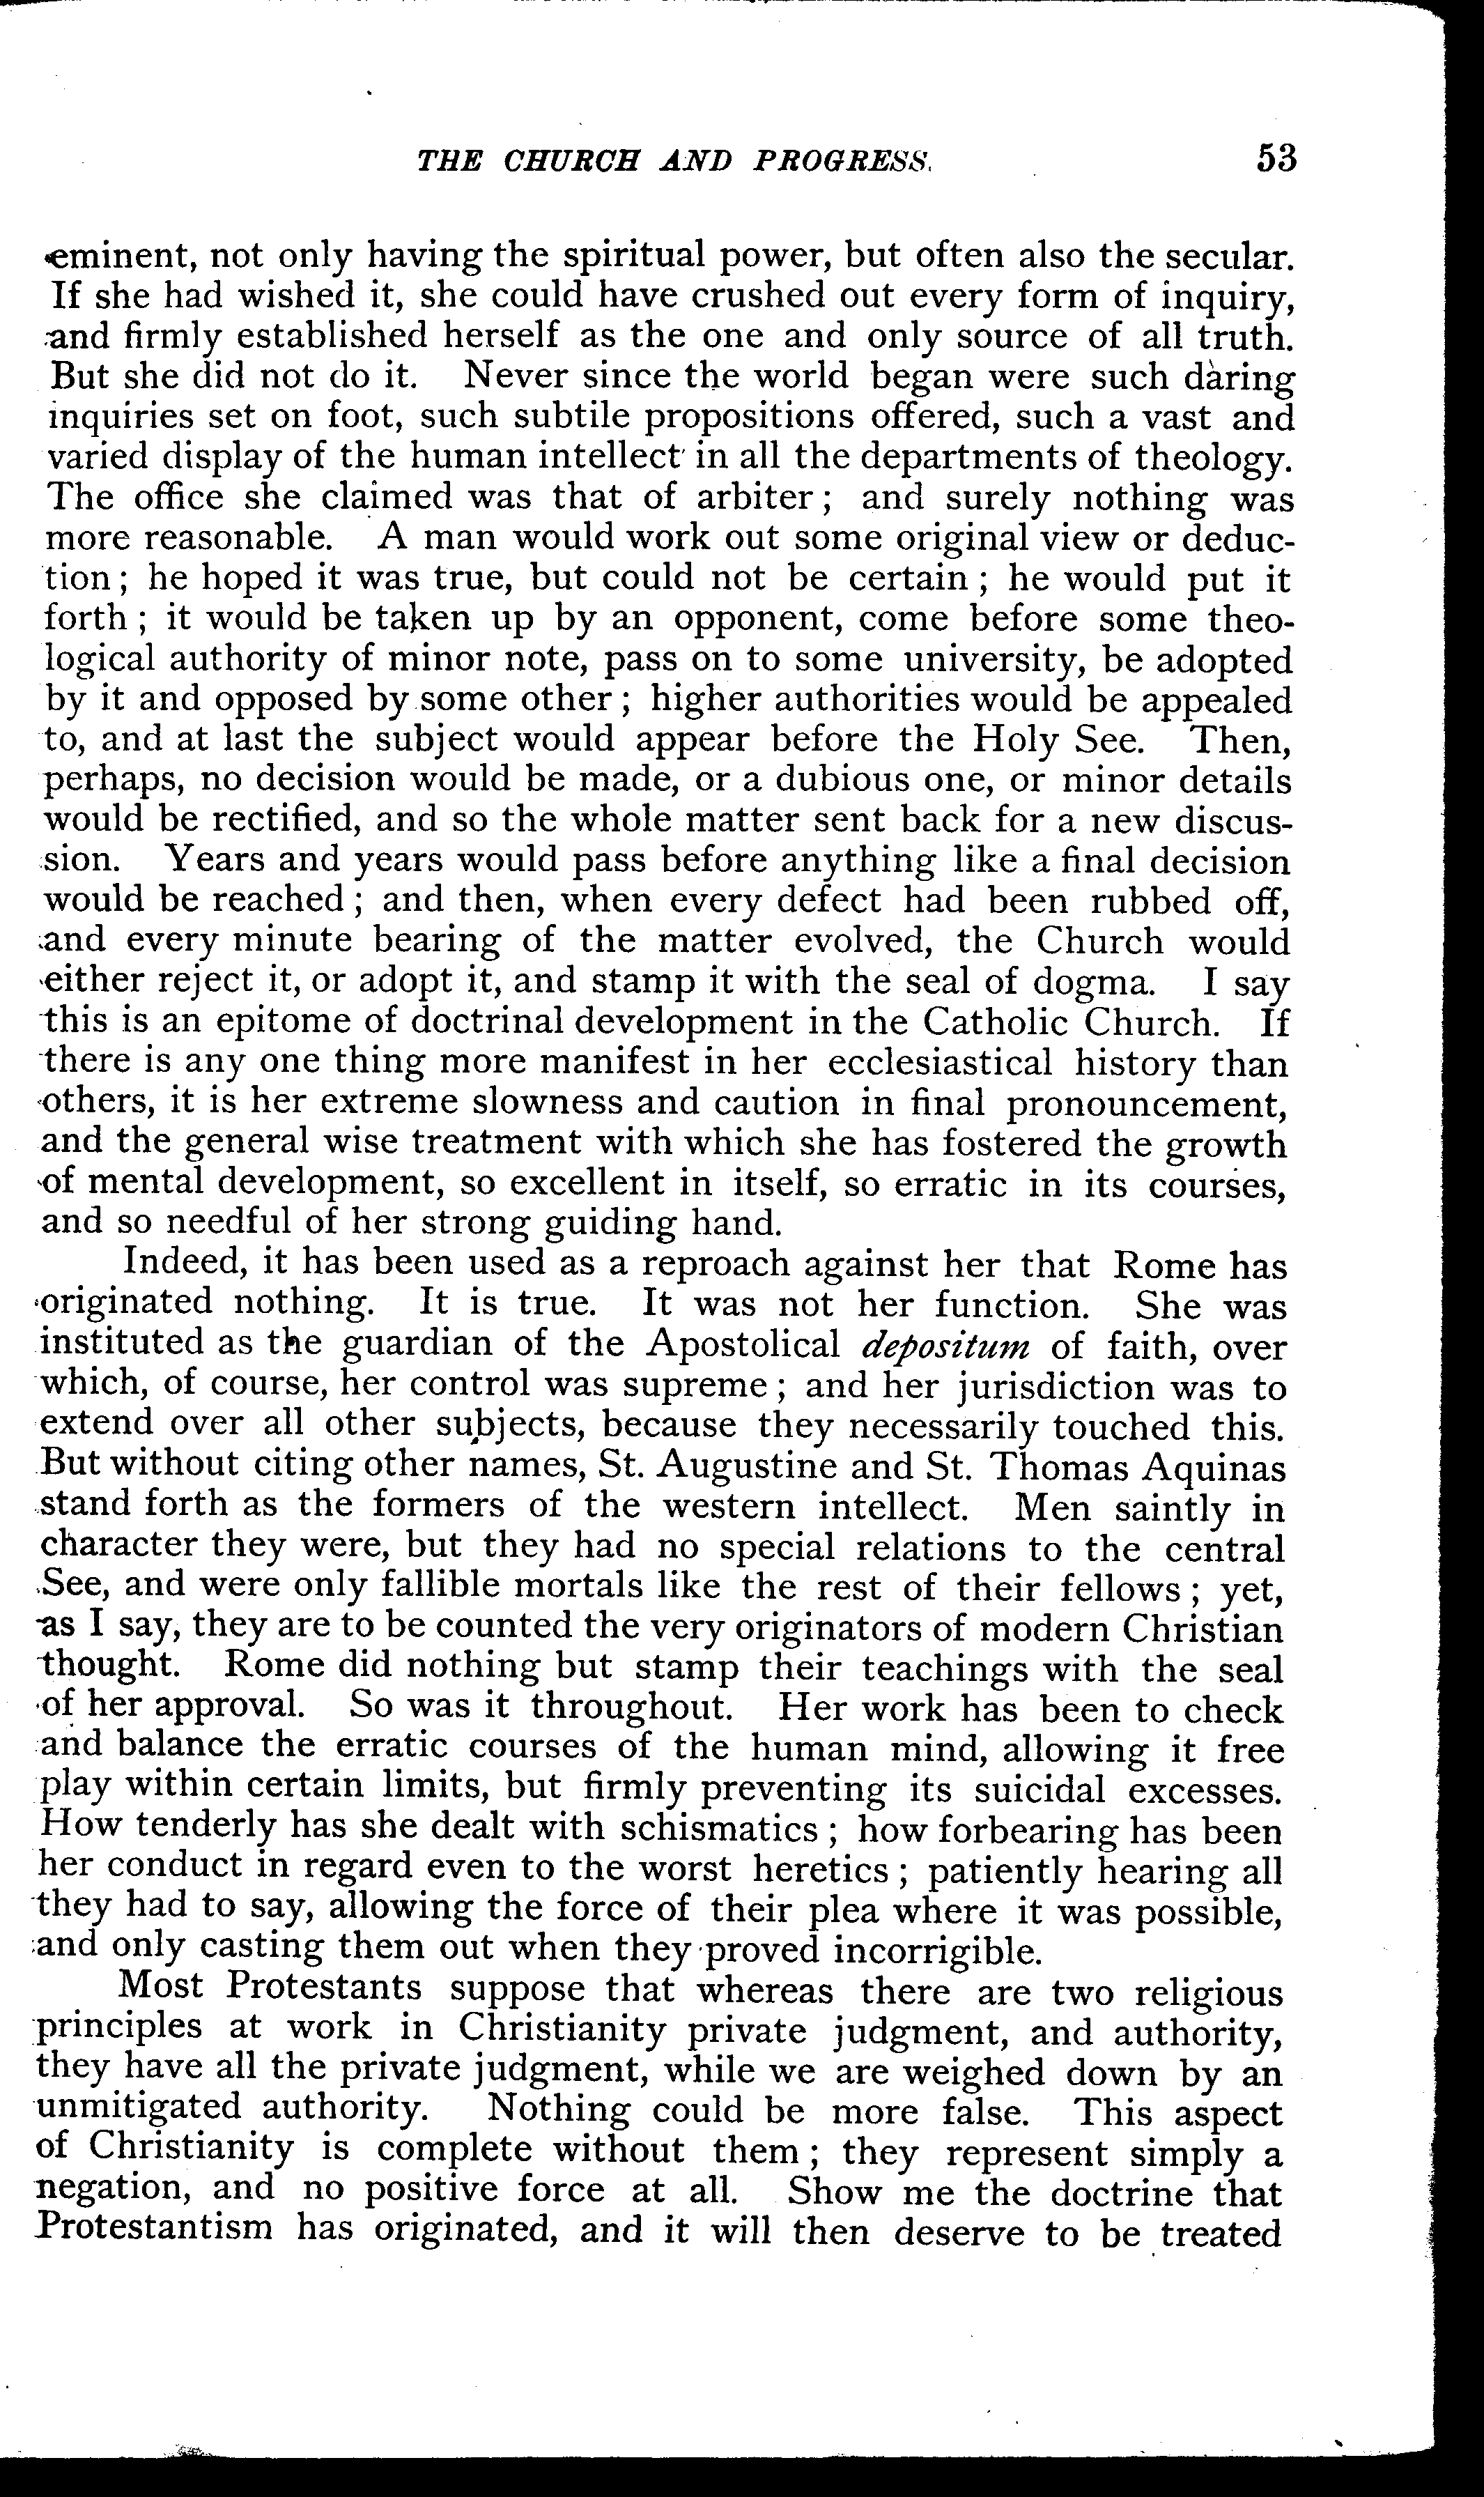 THE CHURCH AND PROGRESS. 53
eminent, not only having the spiritual power, but often also the secular.
If she had wished it, she could have crushed out every form of inquiry,
and firmly established herself as the one and only source of all truth.
But she did not do it. Never since the world began were such daring
inquiries set on foot, such subtile propositions offered, such a vast and
varied display of the human intellect in all the departments of theology.
The office she claimed was that of arbiter; and surely nothing was
more reasonable. A man would work out some original view or deduc-
tion; he hoped it was true, but could not be certain; he would put it
forth; it would be taken up by an opponent, come before some theo-
logical authority of minor note, pass on to some university, be adopted
by it and opposed by some other; higher authorities would be appealed
to, and at last the subject would appear before the Holy See. Then,
perhaps, no decision would be made, or a dubious one, or minor details
would be rectified, and so the whole matter sent back for a new discus-
sion. Years and years would pass before anything like a final decision
would be reached; and then, when every defect had been rubbed off,
and every minute bearing of the matter evolved, the Church would
either reject it, or adopt it, and stamp it with the seal of dogma. I say
this is an epitome of doctrinal development in the Catholic Church. If
there is any one thing more manifest in her ecclesiastical history than
others, it is her extreme slowness and caution in final pronouncement,
and the general wise treatment with which she has fostered the growth
of mental development, so excellent in itself, so erratic in its courses,
and so needful of her strong guiding hand.
Indeed, it has been used as a reproach against her that Rome has
originated nothing. It is true. It was not her function. She was
instituted as the guardian of the Apostolical depositum of faith, over
which, of course, her control was supreme; and her jurisdiction was to
extend over all other subjects, because they necessarily touched this.
But without citing other names, St. Augustine and St. Thomas Aquinas
stand forth as the formers of the western intellect. Men saintly in
character they were, but they had no special relations to the central
See, and were only fallible mortals like the rest of their fellows; yet,
as I say, they are to be counted the very originators of modern Christian
thought. Rome did nothing but stamp their teachings with the seal
of her approval. So was it throughout. Her work has been to check
and balance the erratic courses of the human mind, allowing it free
play within certain limits, but firmly preventing its suicidal excesses.
How tenderly has she dealt with schismatics; how forbearing has been
her conduct in regard even to the worst heretics; patiently hearing all
they had to say, allowing the force of their plea where it was possible,
and only casting them out when they proved incorrigible.
Most Protestants suppose that whereas there are two religious
principles at work in Christianity private judgment, and authority,
they have all the private judgment, while we are weighed down by an
unmitigated authority. Nothing could be more false. This aspect
of Christianity is complete without them; they represent simply a
negation, and no positive force at all. Show me the doctrine that
Protestantism has originated, and it will then deserve to be treated